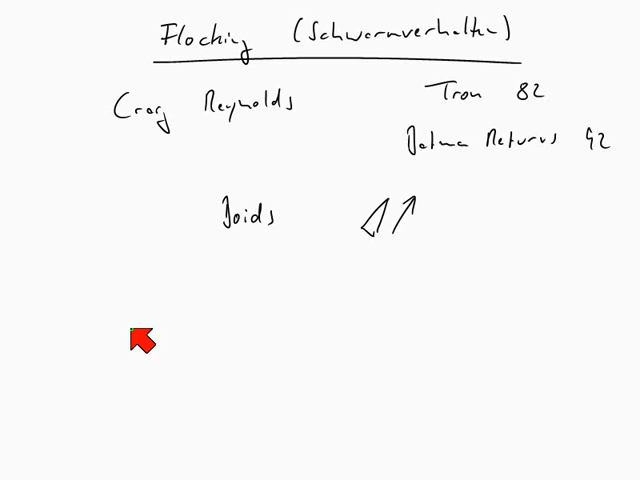 Flocking (Schwarmverhalten)
Craig Reynolds
Tron 82
Batman Returns 92
Boids